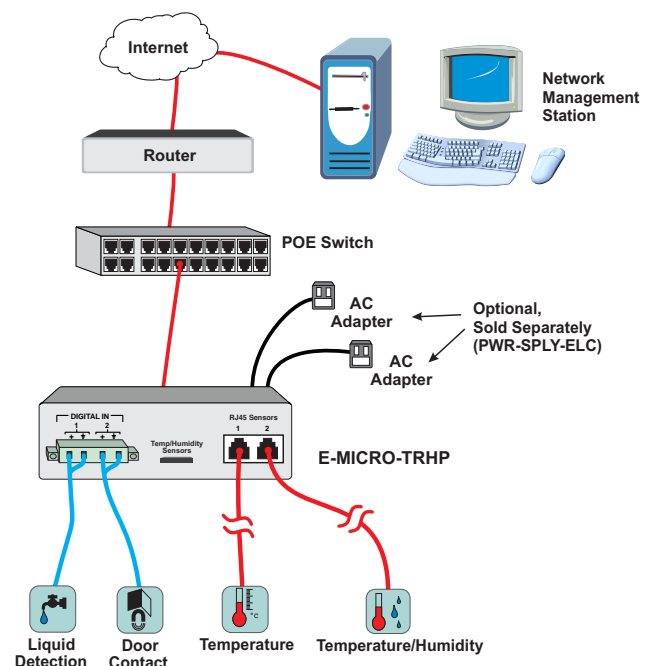 Internet
Network
Management
Station
Router
POE Switch
AC
Adapter
Optional,
Sold Separately
(PWR-SPLY-ELC)
AC
Adapter
DIGITAL IN
1 2
+ +
Temp/Humidity
Sensors
RJ45 Sensors
1 2
E-MICRO-TRHP
°C
Liquid
Detection
Door
Contact
Temperature
Temperature/Humidity